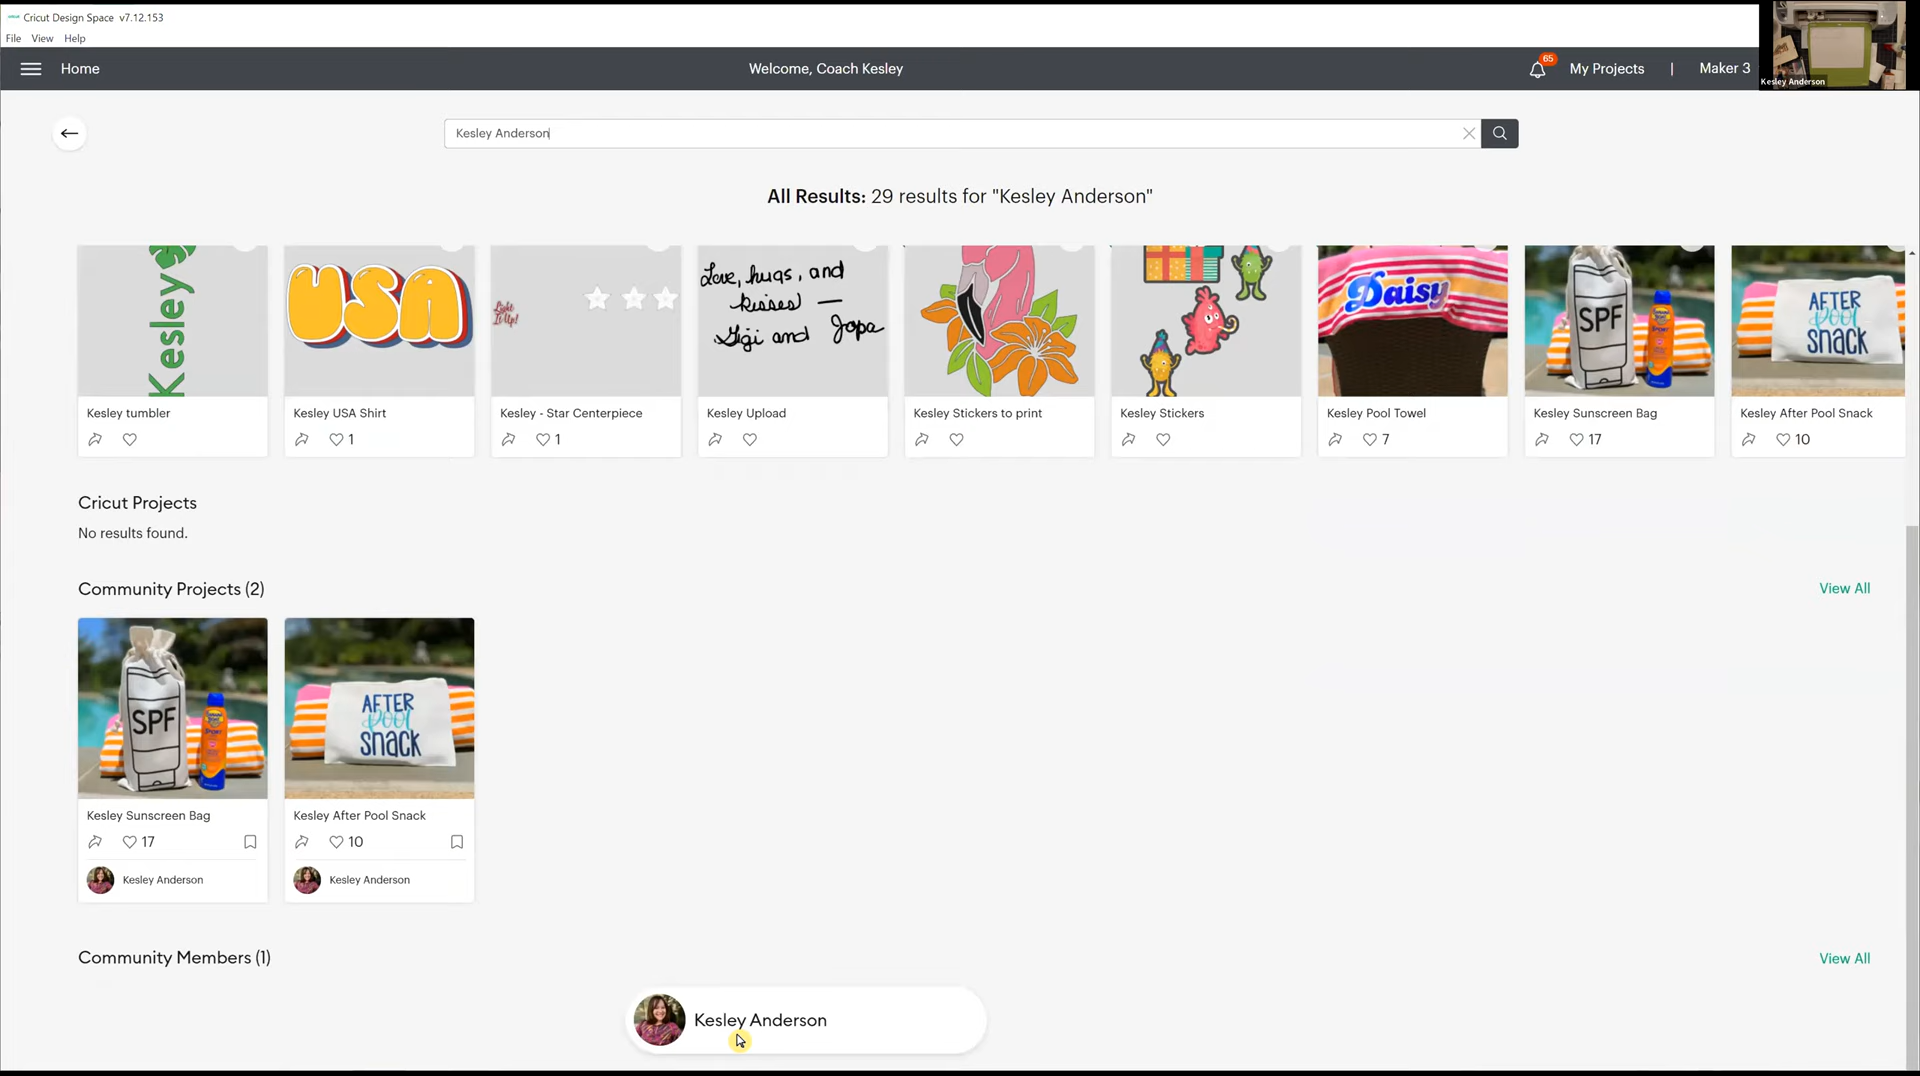 Cricut Design Space v7.12.153
File View Help
Home
Welcome, Coach Kesley
65
My Projects | Maker 3
Kesley Anderson
Kesley Anderson
All Results: 29 results for "Kesley Anderson"
Kesley
USA
Light It Up!
Love, hugs, and
kisses —
Gigi and Jopa
Daisy
SPF
AFTER
pool
SNACK
Kesley tumbler
Kesley USA Shirt
Kesley - Star Centerpiece
Kesley Upload
Kesley Stickers to print
Kesley Stickers
Kesley Pool Towel
Kesley Sunscreen Bag
Kesley After Pool Snack
1
1
7
17
10
Cricut Projects
No results found.
Community Projects (2)
View All
SPF
AFTER
pool
SNACK
Kesley Sunscreen Bag
Kesley After Pool Snack
17
10
Kesley Anderson
Kesley Anderson
Community Members (1)
View All
Kesley Anderson